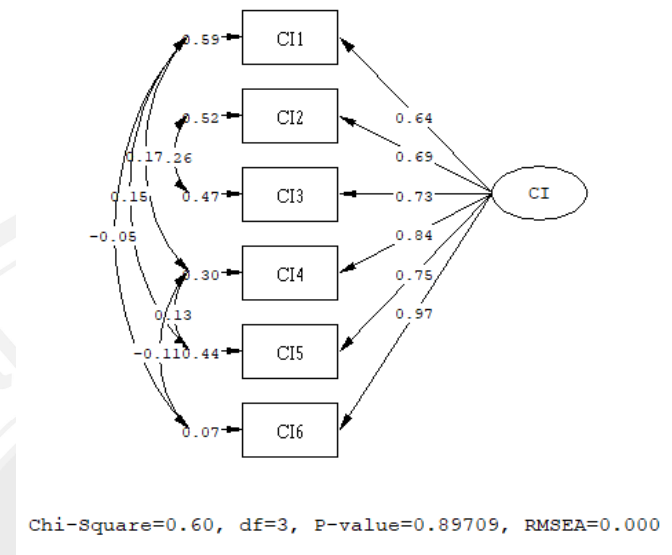 0.59 CI1
0.64
0.52 CI2
0.17 .26 0.69
0.15 0.47 CI3 0.73 CI
-0.05 0.84
0.30 CI4 0.75
0.13 0.97
-0.11 0.44 CI5
0.07 CI6
Chi-Square=0.60, df=3, P-value=0.89709, RMSEA=0.000